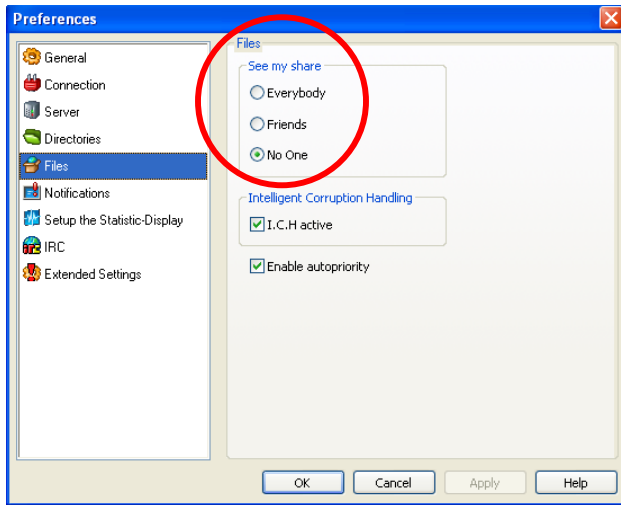 Preferences
General
Connection
Server
Directories
Files
Notifications
Setup the Statistic-Display
IRC
Extended Settings
Files
See my share
Everybody
Friends
No One
Intelligent Corruption Handling
I.C.H active
Enable autopriority
OK
Cancel
Apply
Help